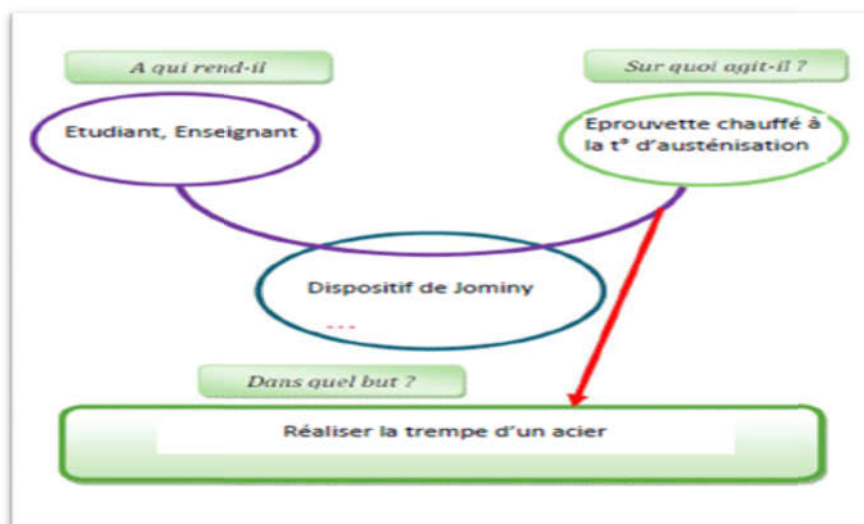 A qui rend-il
Sur quoi agit-il ?
Etudiant, Enseignant
Eprouvette chauffé à
la t° d'austénisation
Dispositif de Jominy
...
Dans quel but ?
Réaliser la trempe d'un acier